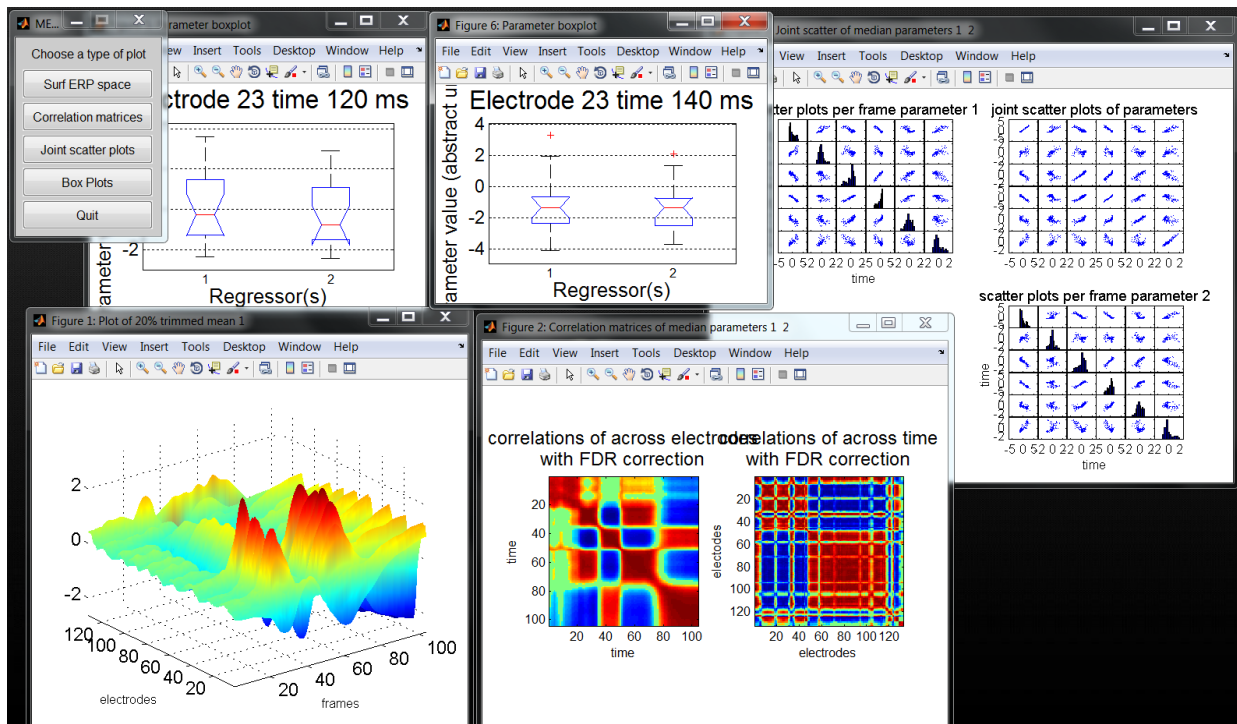 ME...
Choose a type of plot
Surf ERP space
Correlation matrices
Joint scatter plots
Box Plots
Quit
rameter boxplot
ew Insert Tools Desktop Window Help
ctrode 23 time 120 ms
-2
1 2
Regressor(s)
Figure 6: Parameter boxplot
File Edit View Insert Tools Desktop Window Help
Electrode 23 time 140 ms
ameter value (abstract un
4
2
0
-2
-4
1 2
Regressor(s)
Joint scatter of median parameters 1 2
View Insert Tools Desktop Window Help
tter plots per frame parameter 1
time
joint scatter plots of parameters
scatter plots per frame parameter 2
time
time
Figure 1: Plot of 20% trimmed mean 1
File Edit View Insert Tools Desktop Window Help
2
0
-2
120 100 80 60 40 20
electrodes
20 40 60 80 100
frames
Figure 2: Correlation matrices of median parameters 1 2
File Edit View Insert Tools Desktop Window Help
correlations of across electrodes
with FDR correction
20
40
60
80
100
time
20 40 60 80 100
time
correlations of across time
with FDR correction
20
40
60
80
100
120
electodes
20 40 60 80 100 120
electrodes